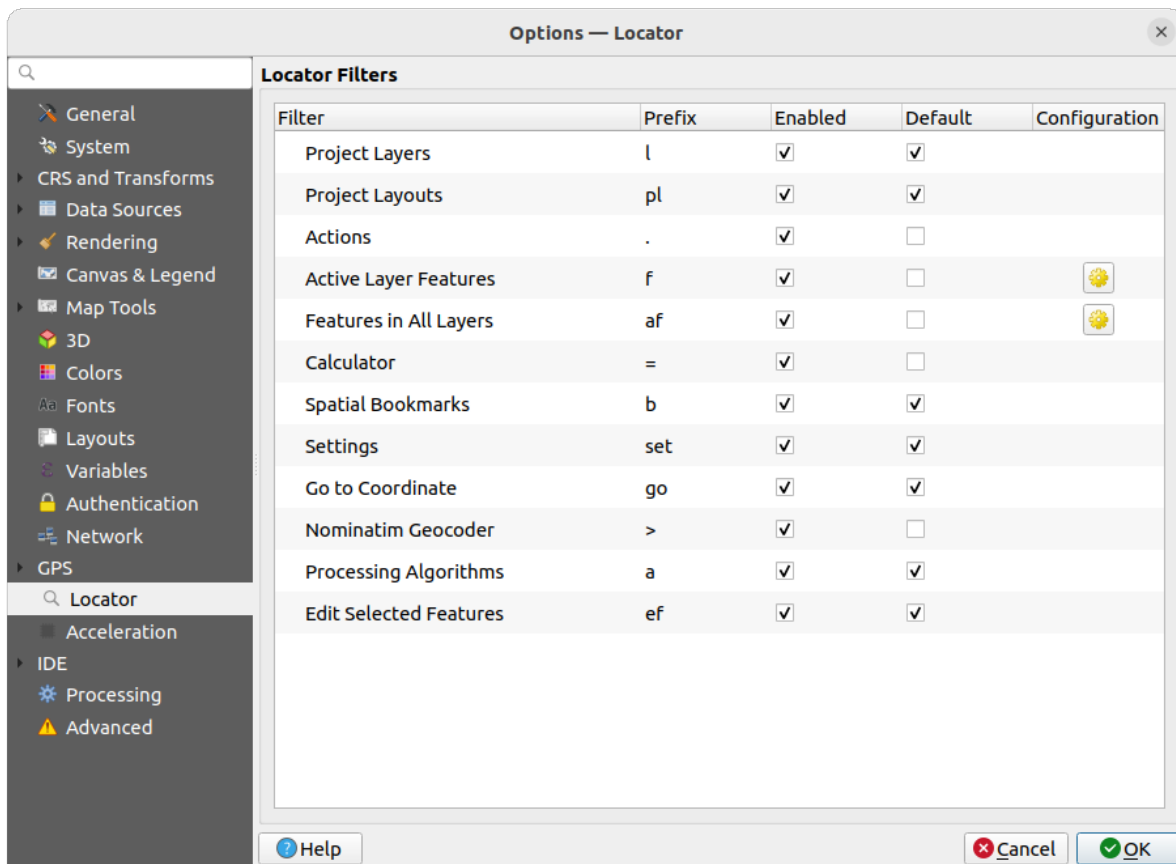 Options — Locator
General
System
CRS and Transforms
Data Sources
Rendering
Canvas & Legend
Map Tools
3D
Colors
Aa Fonts
Layouts
ε Variables
Authentication
Network
GPS
Locator
Acceleration
IDE
Processing
Advanced
Locator Filters
Filter Prefix Enabled Default Configuration
Project Layers l
Project Layouts pl
Actions .
Active Layer Features f
Features in All Layers af
Calculator =
Spatial Bookmarks b
Settings set
Go to Coordinate go
Nominatim Geocoder >
Processing Algorithms a
Edit Selected Features ef
? Help Cancel OK